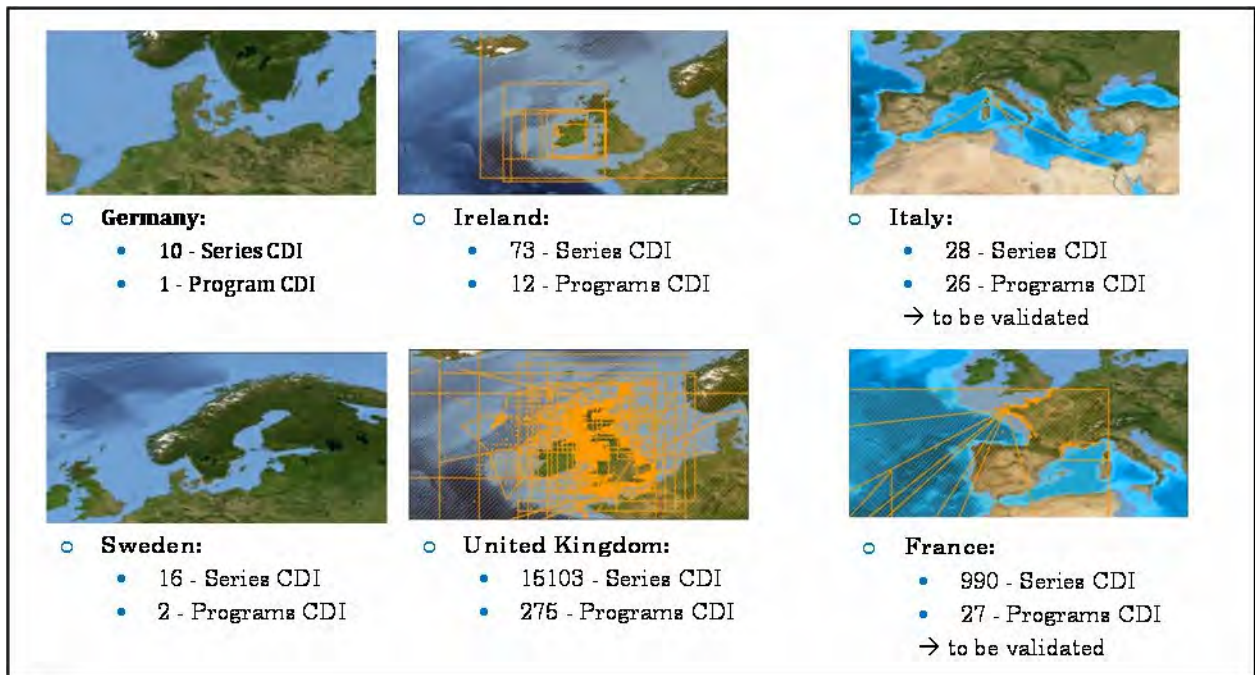 Germany:
10 - Series CDI
1 - Program CDI
Ireland:
73 - Series CDI
12 - Programs CDI
Italy:
28 - Series CDI
26 - Programs CDI
→ to be validated
Sweden:
16 - Series CDI
2 - Programs CDI
United Kingdom:
15103 - Series CDI
275 - Programs CDI
France:
990 - Series CDI
27 - Programs CDI
→ to be validated